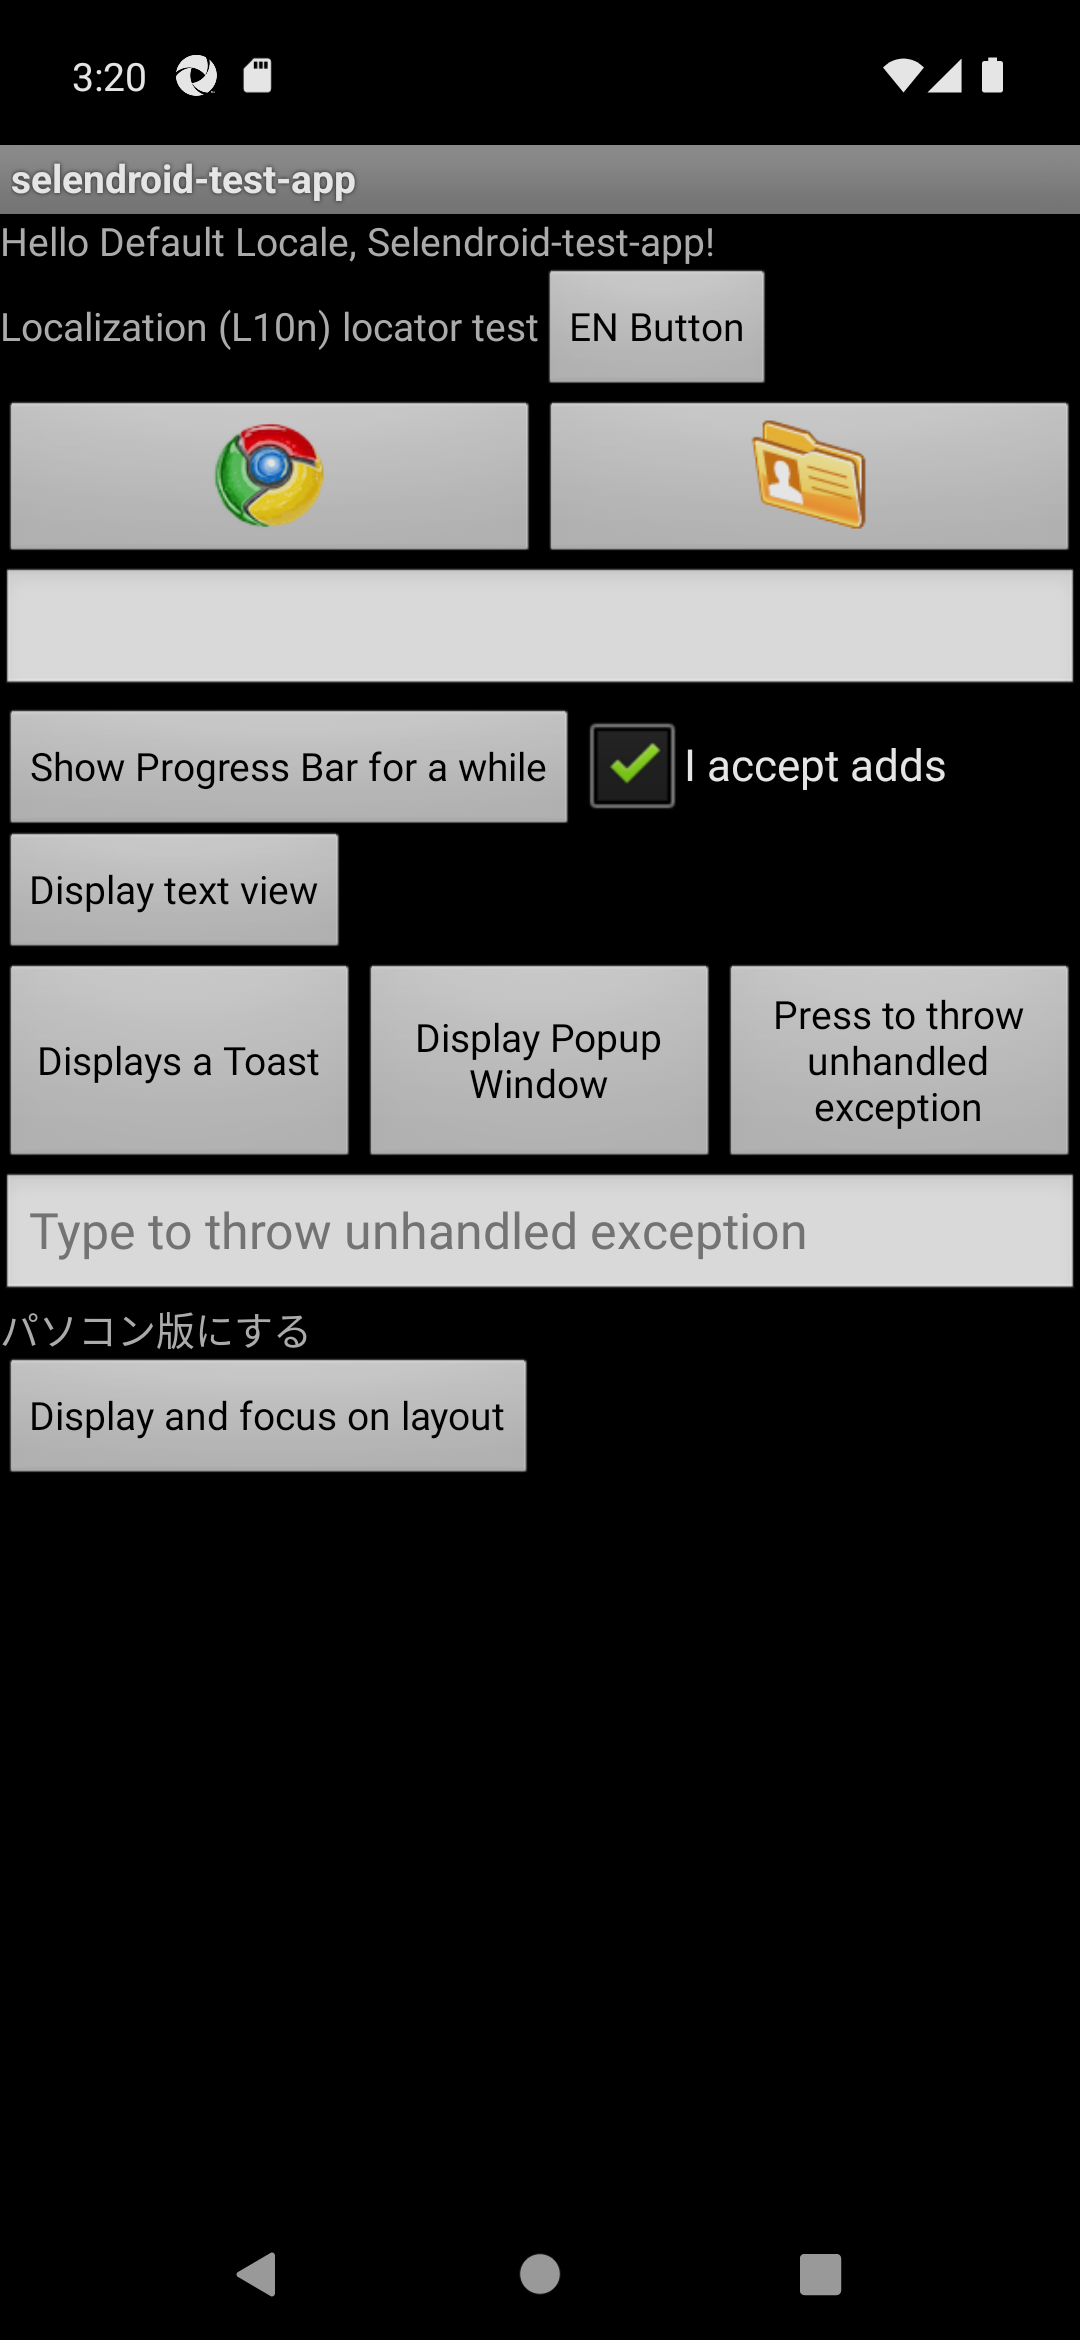 3:20
selendroid-test-app
Hello Default Locale, Selendroid-test-app!
Localization (L10n) locator test
EN Button
Show Progress Bar for a while
I accept adds
Display text view
Displays a Toast
Display Popup
Window
Press to throw
unhandled
exception
Type to throw unhandled exception
パソコン版にする
Display and focus on layout